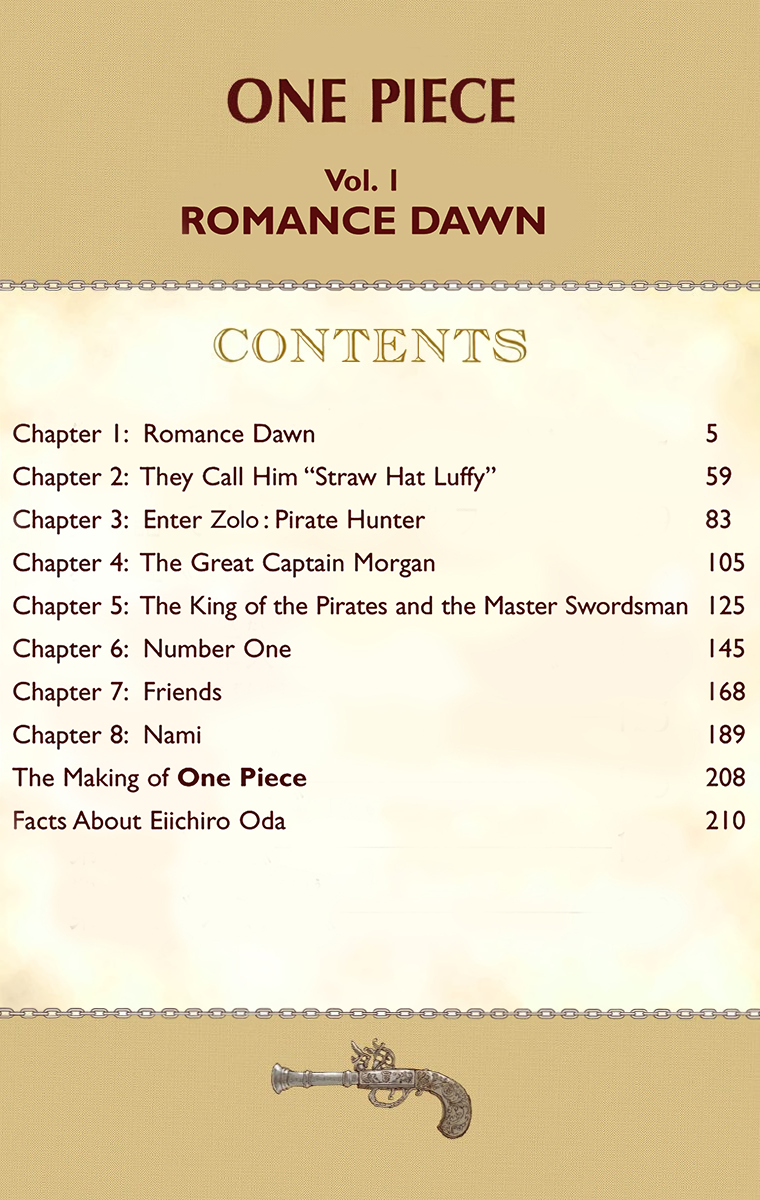 ONE PIECE
Vol. 1
ROMANCE DAWN
CONTENTS
Chapter 1: Romance Dawn 5
Chapter 2: They Call Him “Straw Hat Luffy” 59
Chapter 3: Enter Zolo: Pirate Hunter 83
Chapter 4: The Great Captain Morgan 105
Chapter 5: The King of the Pirates and the Master Swordsman 125
Chapter 6: Number One 145
Chapter 7: Friends 168
Chapter 8: Nami 189
The Making of One Piece 208
Facts About Eiichiro Oda 210